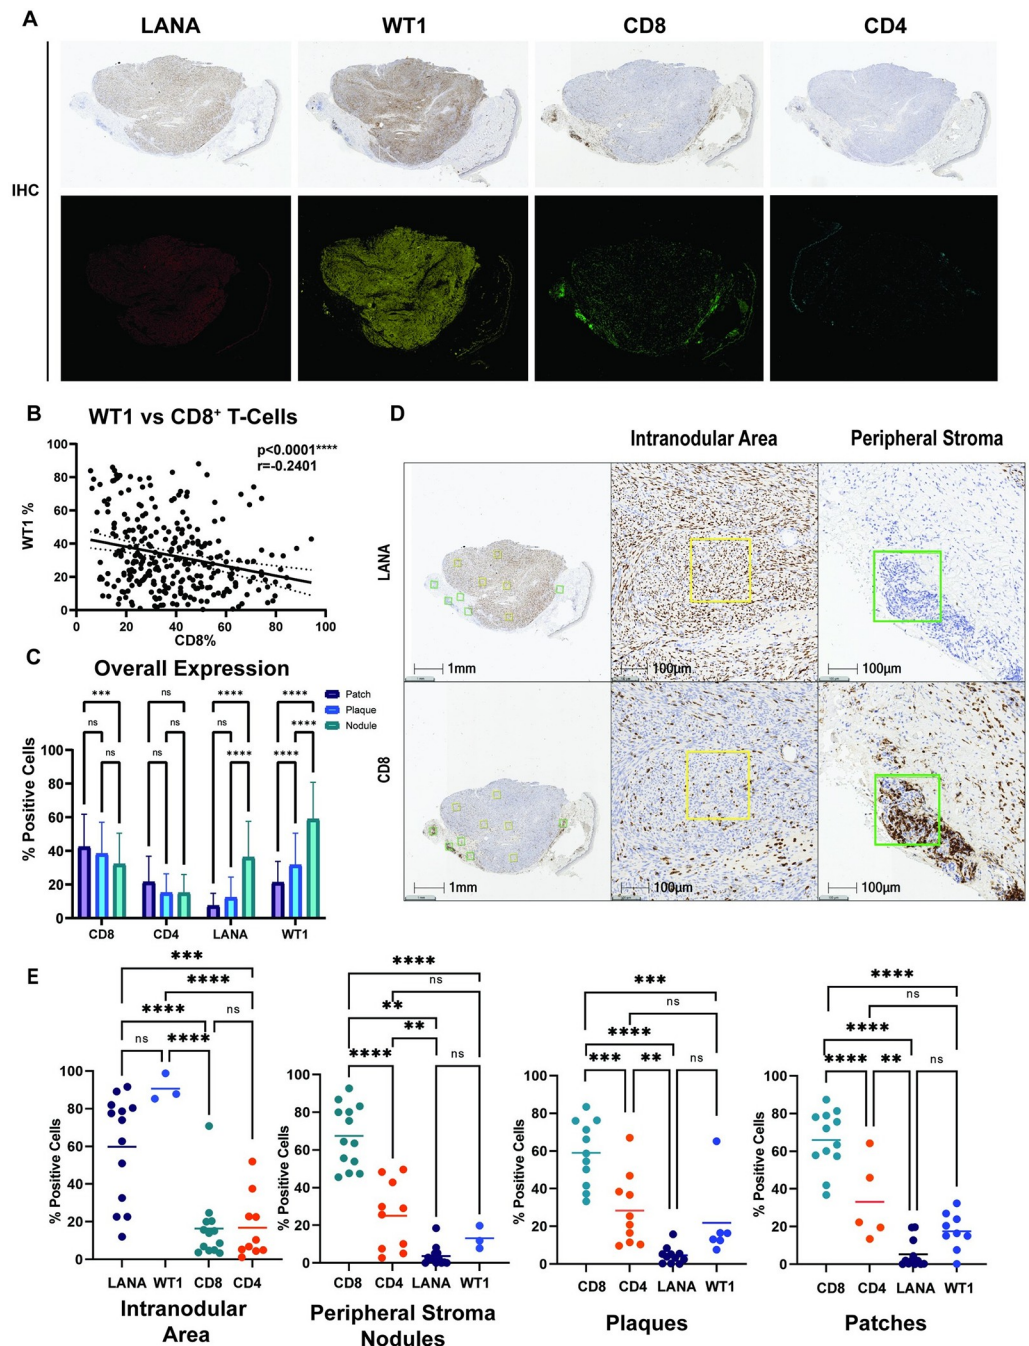 A
LANA WT1 CD8 CD4
IHC
B
WT1 vs CD8+ T-Cells
p<0.0001****
r=-0.2401
WT1 %
100
80
60
40
20
0
0 20 40 60 80 100
CD8%
C
Overall Expression
*** ns **** ****
Patch
Plaque
Nodule
ns ns ns ****
ns ns **** ****
% Positive Cells
100
80
60
40
20
0
CD8 CD4 LANA WT1
D
Intranodular Area Peripheral Stroma
LANA
1mm 100µm 100µm
CD8
1mm 100µm 100µm
E
***
****
**** ns
ns ****
% Positive Cells
100
80
60
40
20
0
LANA WT1 CD8 CD4
Intranodular
Area
****
ns
**
**
**** ns
% Positive Cells
100
80
60
40
20
0
CD8 CD4 LANA WT1
Peripheral Stroma
Nodules
***
ns
****
*** ** ns
% Positive Cells
100
80
60
40
20
0
CD8 CD4 LANA WT1
Plaques
****
ns
****
**** ** ns
% Positive Cells
100
80
60
40
20
0
CD8 CD4 LANA WT1
Patches